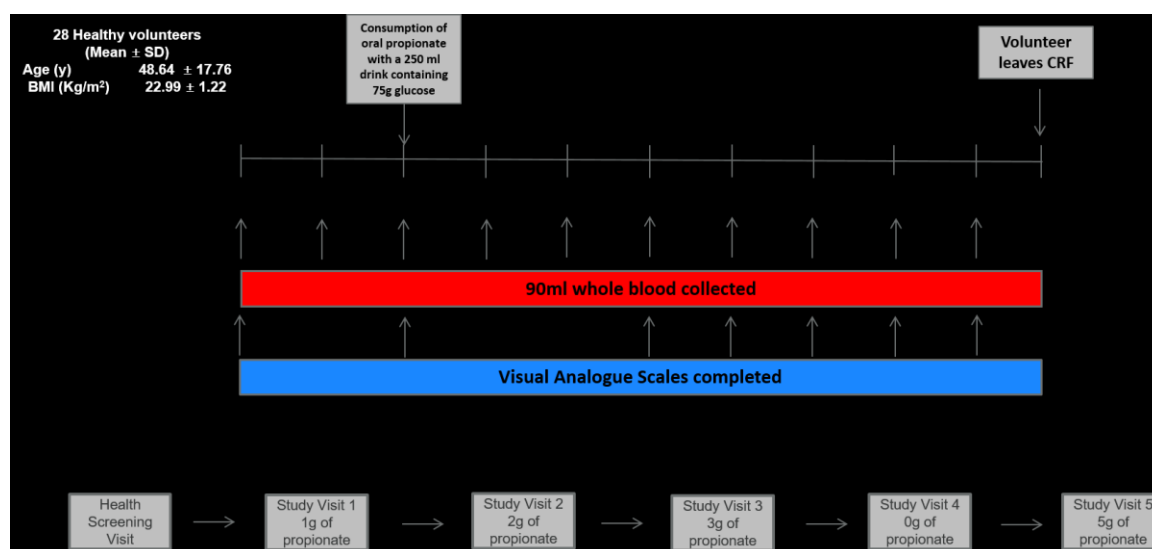 28 Healthy volunteers
(Mean ± SD)
Age (y) 48.64 ± 17.76
BMI (Kg/m²) 22.99 ± 1.22
Consumption of
oral propionate
with a 250 ml
drink containing
75g glucose
Volunteer
leaves CRF
90ml whole blood collected
Visual Analogue Scales completed
Health
Screening
Visit
Study Visit 1
1g of
propionate
Study Visit 2
2g of
propionate
Study Visit 3
3g of
propionate
Study Visit 4
0g of
propionate
Study Visit 5
5g of
propionate